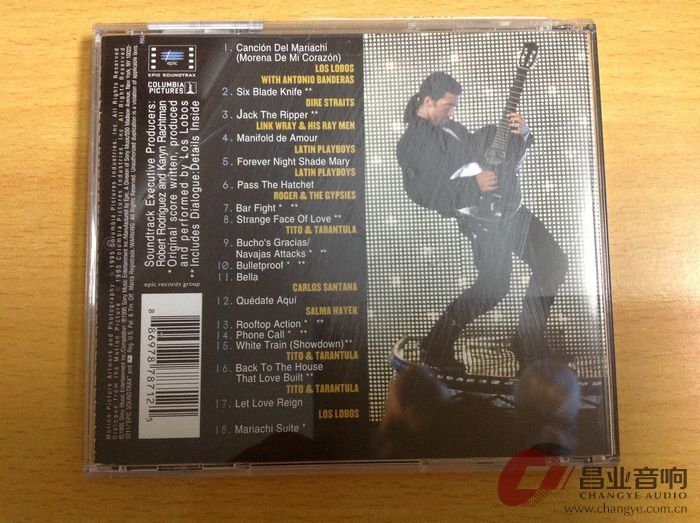 epic
EPIC SOUNDTRAX
COLUMBIA
PICTURES
Soundtrack Executive Producers:
Robert Rodriguez and Karyn Rachtman
* Original score written, produced
and performed by Los Lobos
** Includes Dialogue:Details Inside
epic records group
8 86978 78712 5
1. Canción Del Mariachi
(Morena De Mi Corazón)
LOS LOBOS
WITH ANTONIO BANDERAS
2. Six Blade Knife **
DIRE STRAITS
3. Jack The Ripper **
LINK WRAY & HIS RAY MEN
4. Manifold de Amour
LATIN PLAYBOYS
5. Forever Night Shade Mary
LATIN PLAYBOYS
6. Pass The Hatchet
ROGER & THE GYPSIES
7. Bar Fight * **
8. Strange Face Of Love **
TITO & TARANTULA
9. Bucho's Gracias/
Navajas Attacks * **
10. Bulletproof * **
11. Bella
CARLOS SANTANA
12. Quédate Aquí
SALMA HAYEK
13. Rooftop Action * **
14. Phone Call * **
15. White Train (Showdown) **
TITO & TARANTULA
16. Back To The House
That Love Built **
TITO & TARANTULA
17. Let Love Reign
LOS LOBOS
18. Mariachi Suite *
昌业音响
CHANGYE AUDIO
www.changye.com.cn